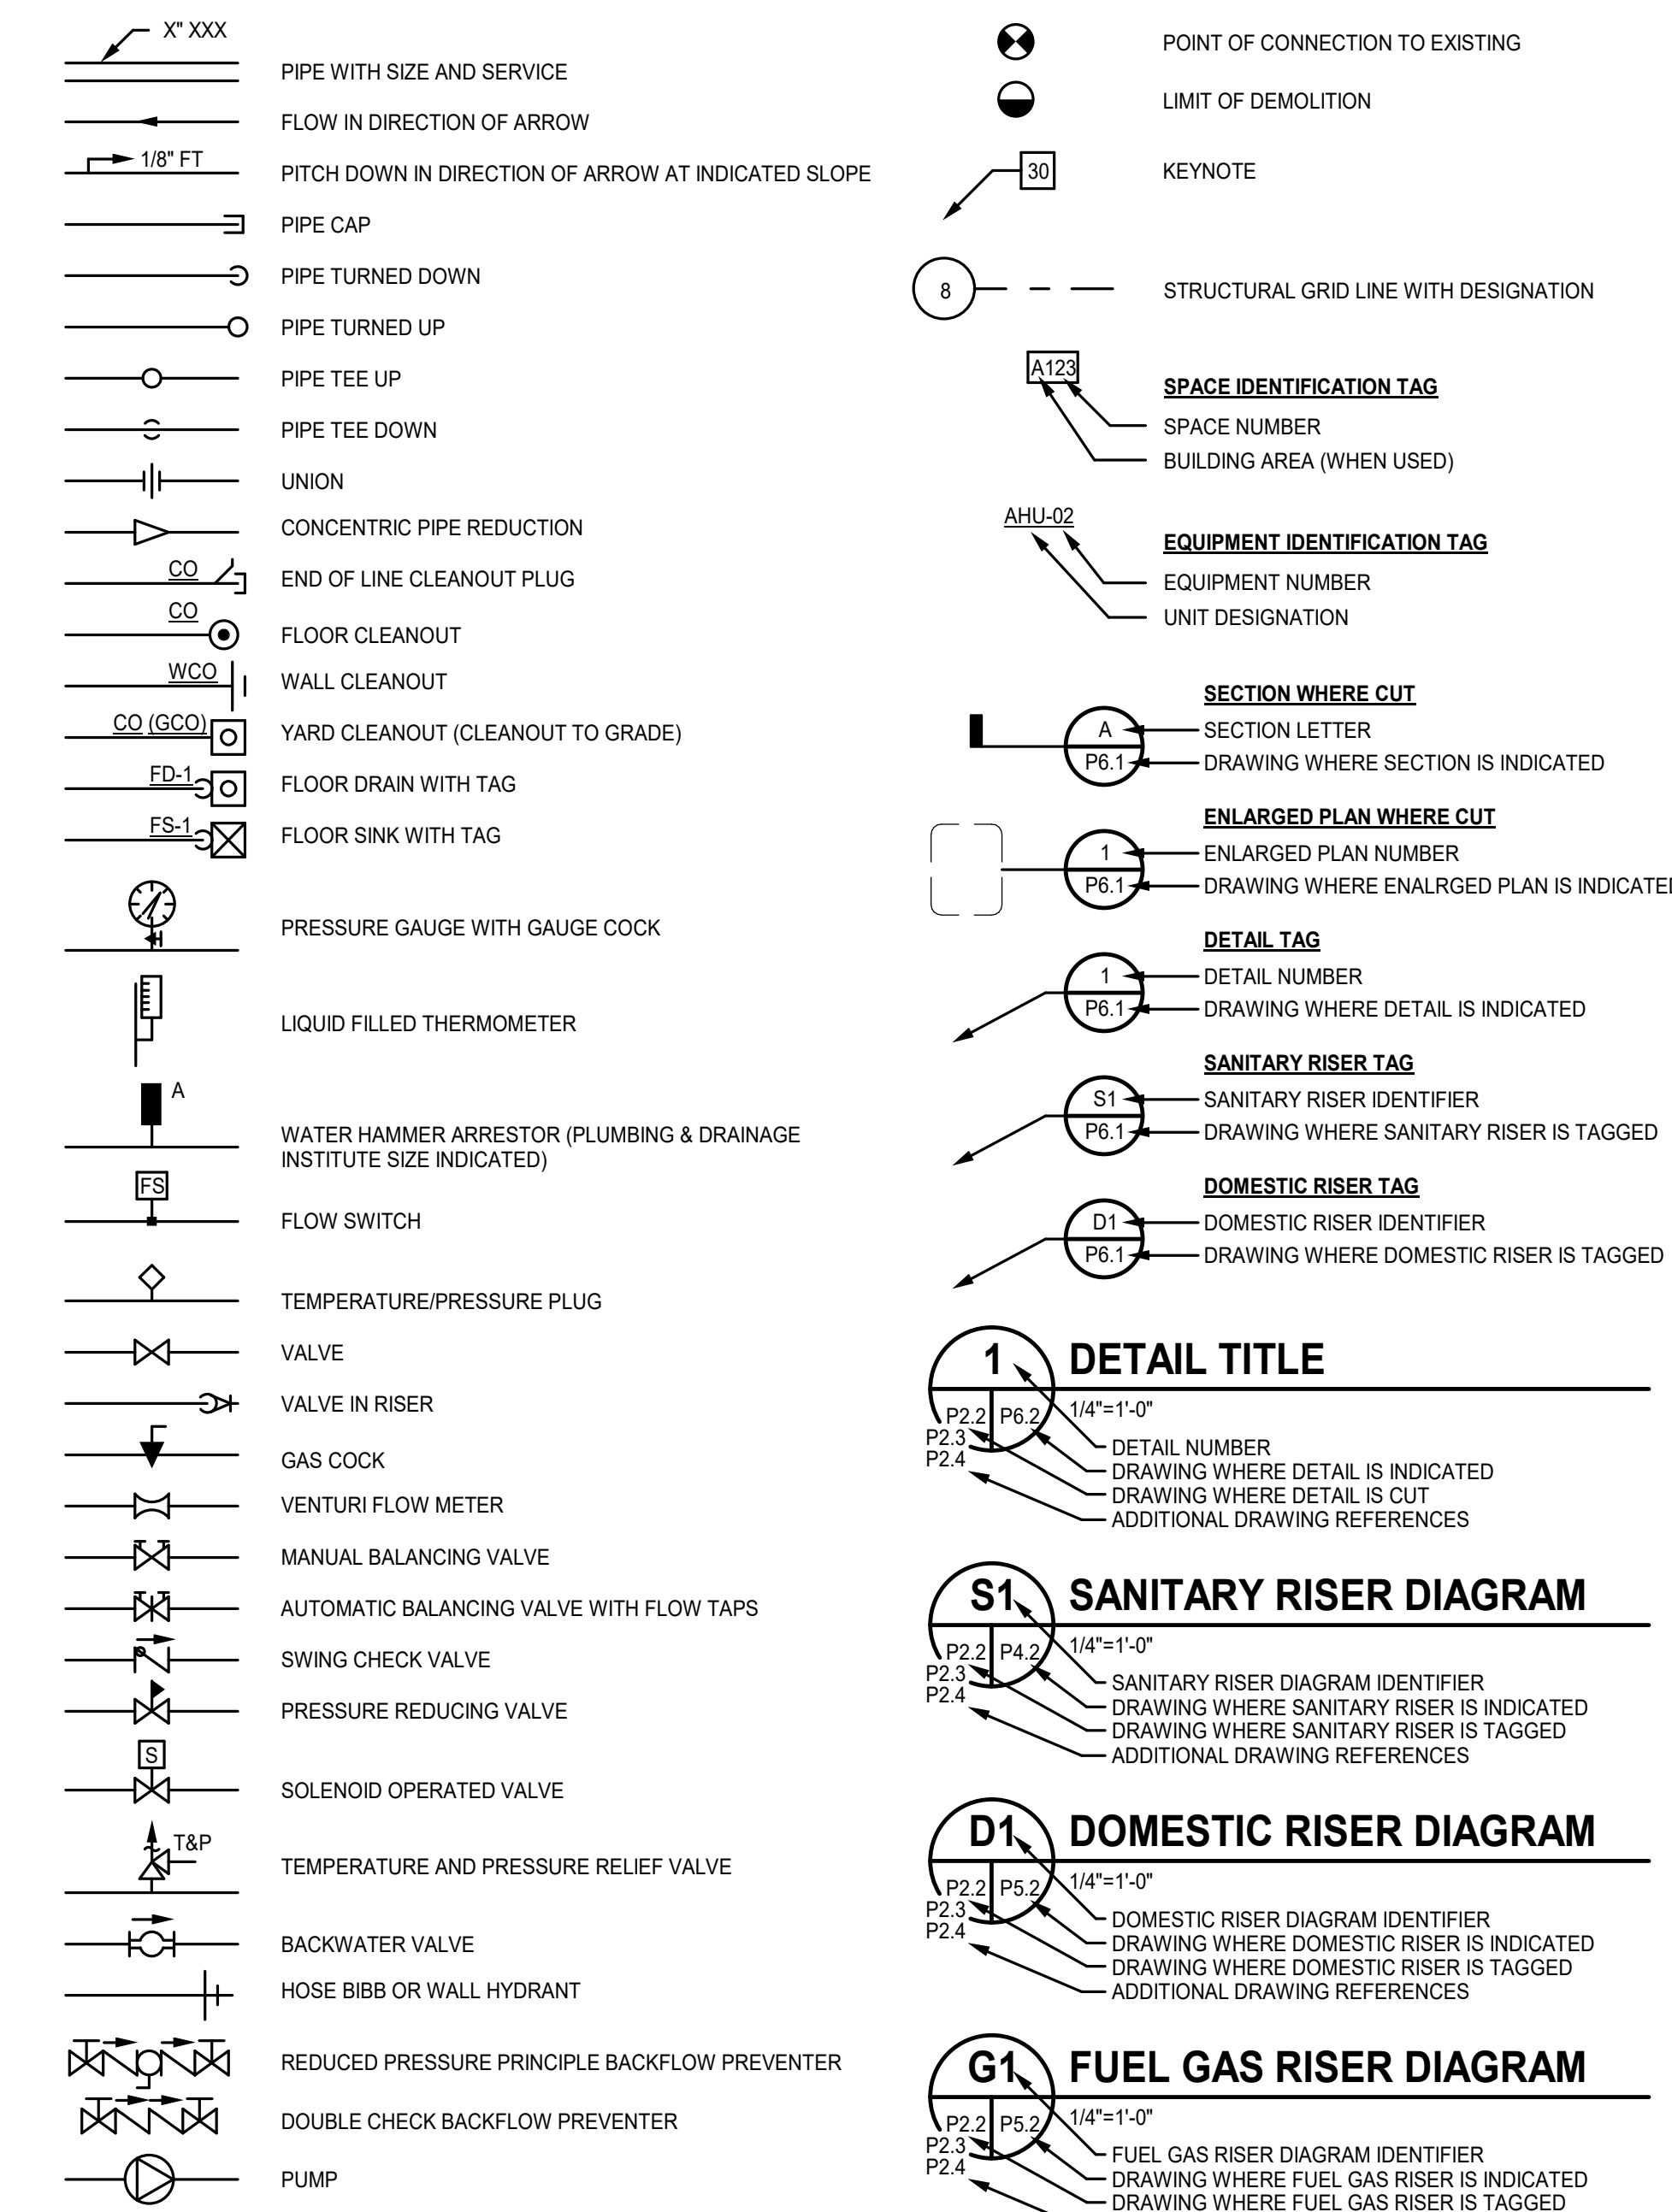 X" XXX
PIPE WITH SIZE AND SERVICE
FLOW IN DIRECTION OF ARROW
1/8" FT
PITCH DOWN IN DIRECTION OF ARROW AT INDICATED SLOPE
PIPE CAP
PIPE TURNED DOWN
PIPE TURNED UP
PIPE TEE UP
PIPE TEE DOWN
UNION
CONCENTRIC PIPE REDUCTION
CO
END OF LINE CLEANOUT PLUG
CO
FLOOR CLEANOUT
WCO
WALL CLEANOUT
CO (GCO)
YARD CLEANOUT (CLEANOUT TO GRADE)
FD-1
FLOOR DRAIN WITH TAG
FS-1
FLOOR SINK WITH TAG
PRESSURE GAUGE WITH GAUGE COCK
LIQUID FILLED THERMOMETER
A
WATER HAMMER ARRESTOR (PLUMBING & DRAINAGE
INSTITUTE SIZE INDICATED)
FS
FLOW SWITCH
TEMPERATURE/PRESSURE PLUG
VALVE
VALVE IN RISER
GAS COCK
VENTURI FLOW METER
MANUAL BALANCING VALVE
AUTOMATIC BALANCING VALVE WITH FLOW TAPS
SWING CHECK VALVE
PRESSURE REDUCING VALVE
S
SOLENOID OPERATED VALVE
T&P
TEMPERATURE AND PRESSURE RELIEF VALVE
BACKWATER VALVE
HOSE BIBB OR WALL HYDRANT
REDUCED PRESSURE PRINCIPLE BACKFLOW PREVENTER
DOUBLE CHECK BACKFLOW PREVENTER
PUMP
POINT OF CONNECTION TO EXISTING
LIMIT OF DEMOLITION
30
KEYNOTE
8
STRUCTURAL GRID LINE WITH DESIGNATION
A123
SPACE IDENTIFICATION TAG
SPACE NUMBER
BUILDING AREA (WHEN USED)
AHU-02
EQUIPMENT IDENTIFICATION TAG
EQUIPMENT NUMBER
UNIT DESIGNATION
SECTION WHERE CUT
A
SECTION LETTER
P6.1
DRAWING WHERE SECTION IS INDICATED
ENLARGED PLAN WHERE CUT
1
ENLARGED PLAN NUMBER
P6.1
DRAWING WHERE ENALRGED PLAN IS INDICATED
DETAIL TAG
1
DETAIL NUMBER
P6.1
DRAWING WHERE DETAIL IS INDICATED
SANITARY RISER TAG
S1
SANITARY RISER IDENTIFIER
P6.1
DRAWING WHERE SANITARY RISER IS TAGGED
DOMESTIC RISER TAG
D1
DOMESTIC RISER IDENTIFIER
P6.1
DRAWING WHERE DOMESTIC RISER IS TAGGED
1
DETAIL TITLE
1/4"=1'-0"
P2.2
P6.2
P2.3
P2.4
DETAIL NUMBER
DRAWING WHERE DETAIL IS INDICATED
DRAWING WHERE DETAIL IS CUT
ADDITIONAL DRAWING REFERENCES
S1
SANITARY RISER DIAGRAM
1/4"=1'-0"
P2.2
P4.2
P2.3
P2.4
SANITARY RISER DIAGRAM IDENTIFIER
DRAWING WHERE SANITARY RISER IS INDICATED
DRAWING WHERE SANITARY RISER IS TAGGED
ADDITIONAL DRAWING REFERENCES
D1
DOMESTIC RISER DIAGRAM
1/4"=1'-0"
P2.2
P5.2
P2.3
P2.4
DOMESTIC RISER DIAGRAM IDENTIFIER
DRAWING WHERE DOMESTIC RISER IS INDICATED
DRAWING WHERE DOMESTIC RISER IS TAGGED
ADDITIONAL DRAWING REFERENCES
G1
FUEL GAS RISER DIAGRAM
1/4"=1'-0"
P2.2
P5.2
P2.3
P2.4
FUEL GAS RISER DIAGRAM IDENTIFIER
DRAWING WHERE FUEL GAS RISER IS INDICATED
DRAWING WHERE FUEL GAS RISER IS TAGGED